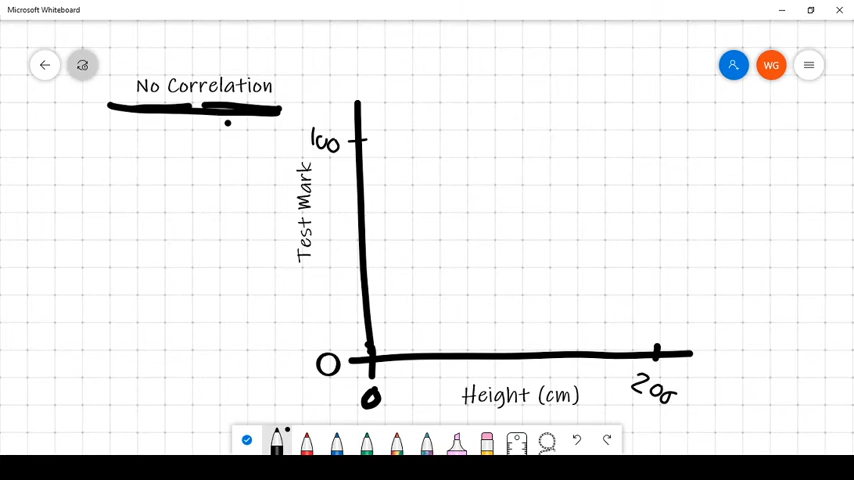 Microsoft Whiteboard
WG
No Correlation
100
Test Mark
0
0
Height (cm)
200